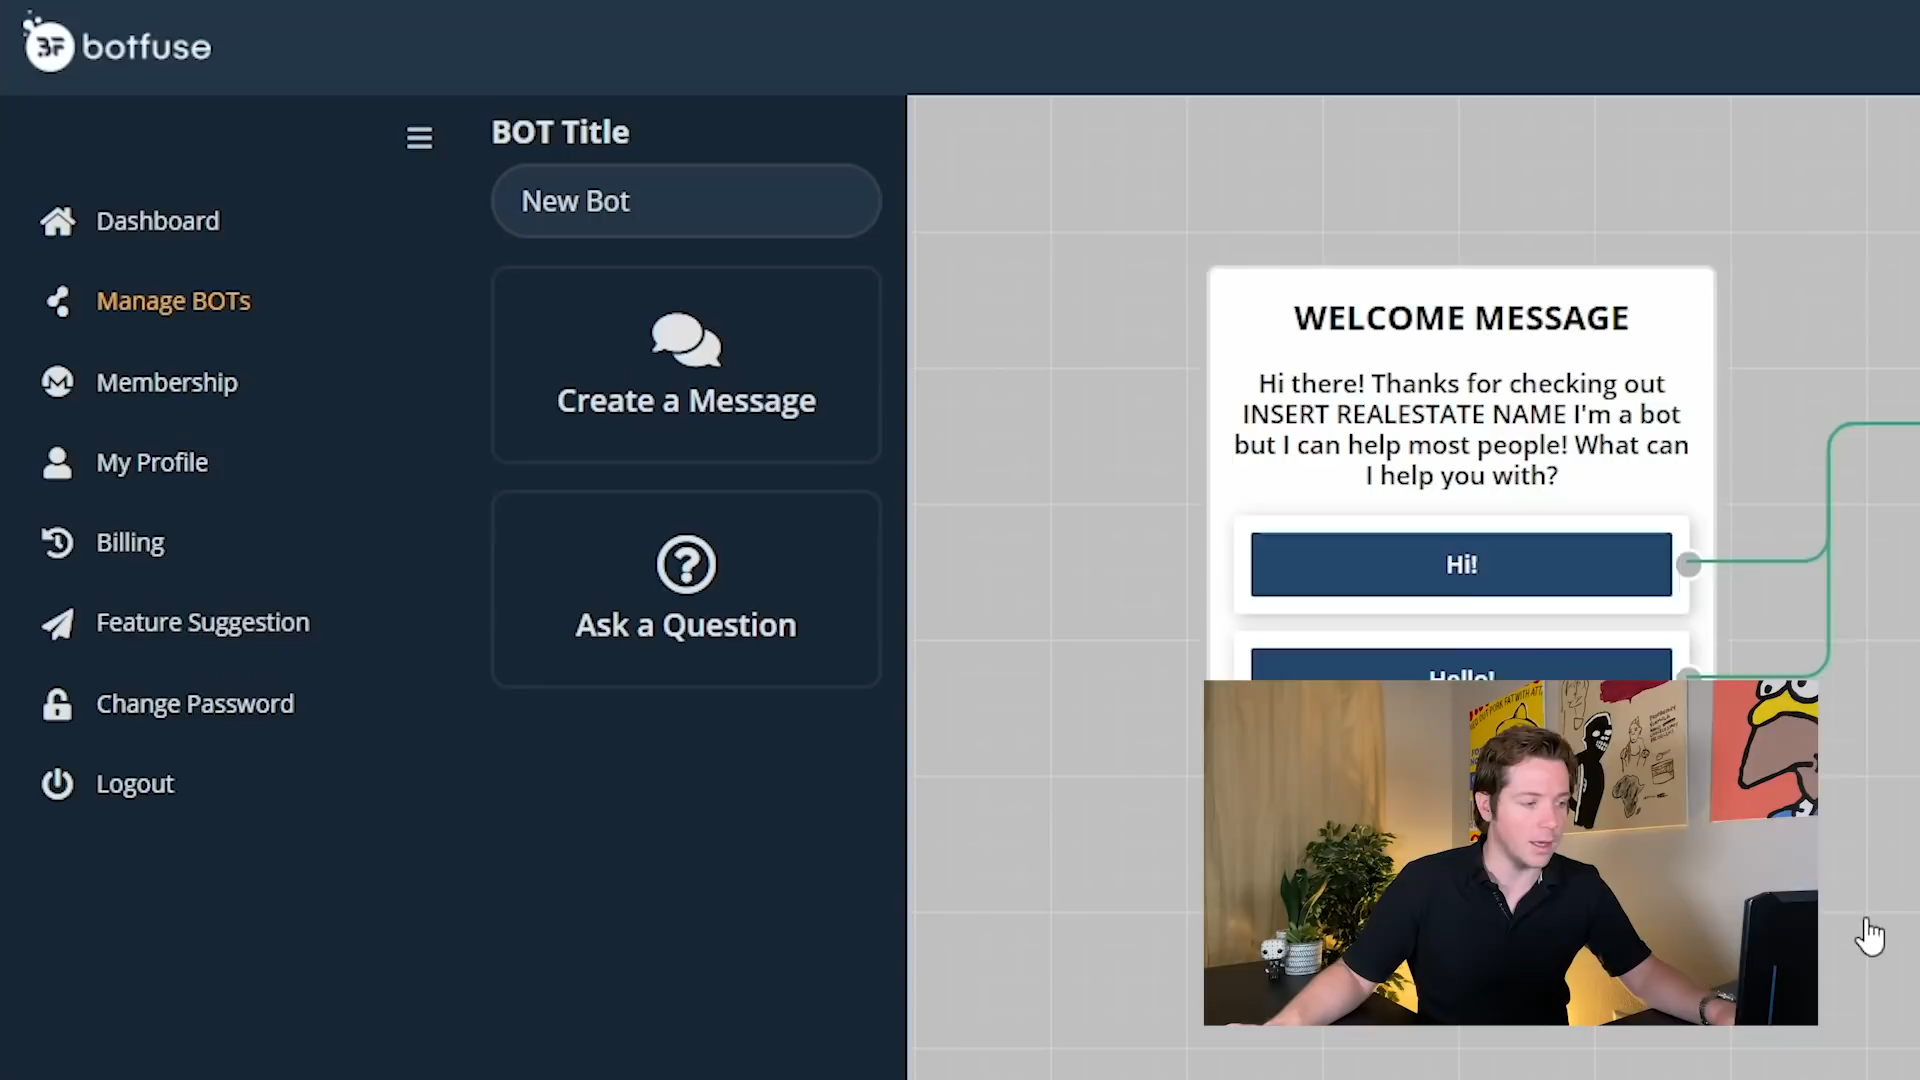 BF botfuse
BOT Title
New Bot
Dashboard
Manage BOTs
Membership
My Profile
Billing
Feature Suggestion
Change Password
Logout
Create a Message
Ask a Question
WELCOME MESSAGE
Hi there! Thanks for checking out
INSERT REALESTATE NAME I'm a bot
but I can help most people! What can
I help you with?
Hi!
Hello!